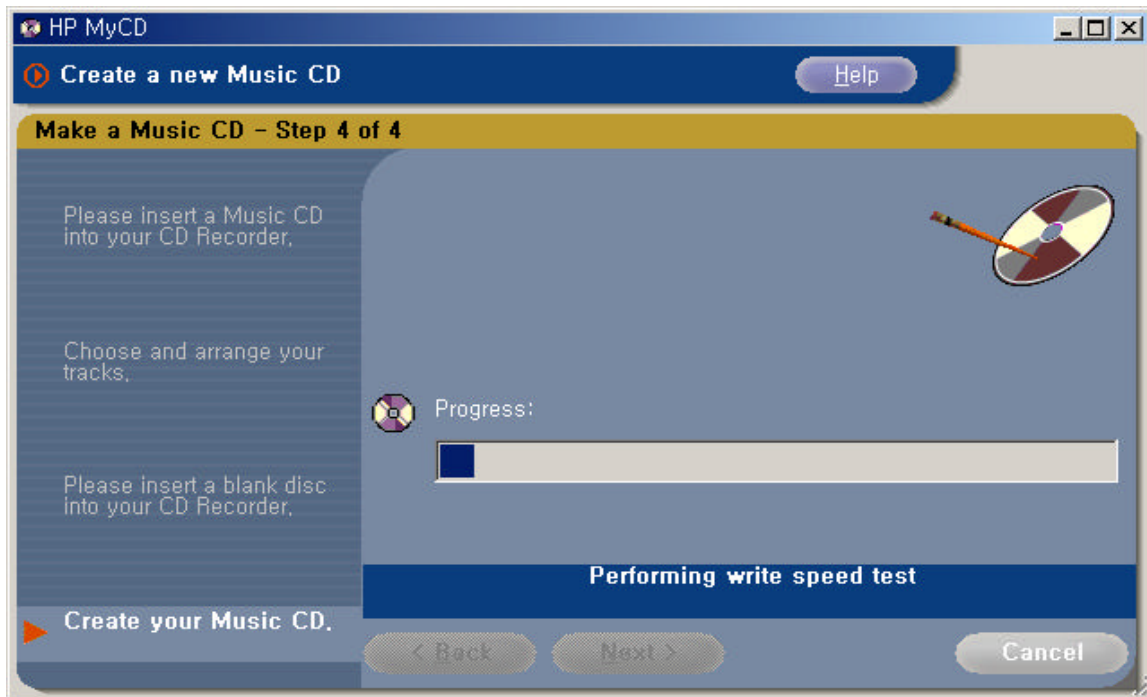 HP MyCD
Create a new Music CD
Help
Make a Music CD - Step 4 of 4
Please insert a Music CD
into your CD Recorder,
Choose and arrange your
tracks,
Please insert a blank disc
into your CD Recorder,
Create your Music CD,
Progress:
Performing write speed test
< Back
Next >
Cancel